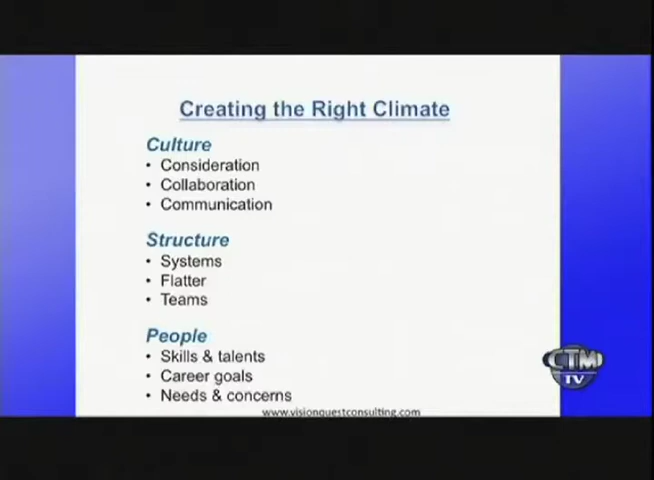 Creating the Right Climate
Culture
• Consideration
• Collaboration
• Communication
Structure
• Systems
• Flatter
• Teams
People
• Skills & talents
• Career goals
• Needs & concerns
www.visionquestconsulting.com
CTM
TV